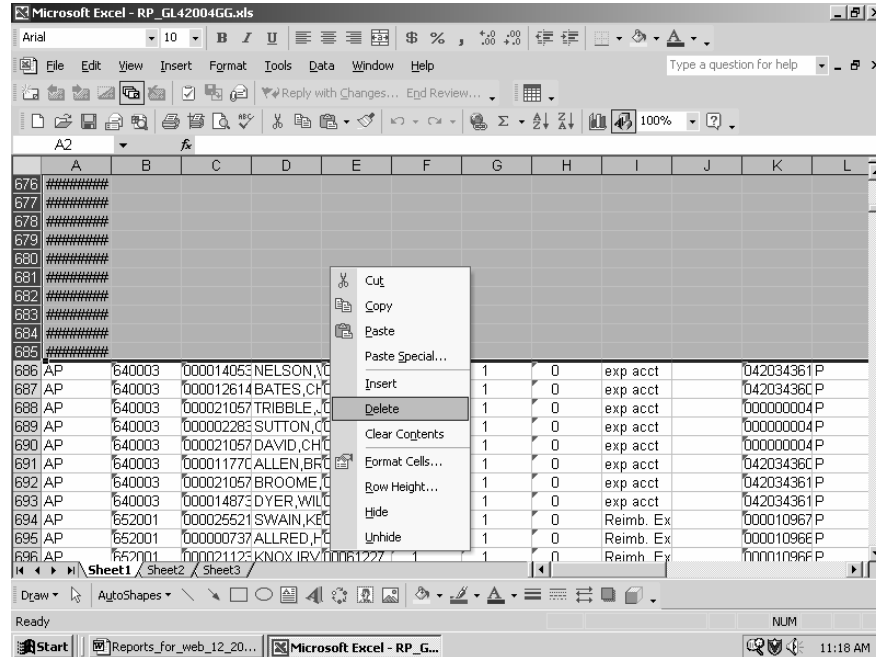 Microsoft Excel - RP_GL42004GG.xls
Arial 10 B I U $ % , .00 .00
File Edit View Insert Format Tools Data Window Help Type a question for help
Reply with Changes... End Review...
100%
A2 fx
A B C D E F G H I J K L
676 ########
677 ########
678 ########
679 ########
680 ########
681 ########
682 ########
683 ########
684 ########
685 ########
Cut
Copy
Paste
Paste Special...
Insert
Delete
Clear Contents
Format Cells...
Row Height...
Hide
Unhide
686 AP 640003 000014053 NELSON, 1 0 exp acct 042034361 P
687 AP 640003 000012614 BATES,CH 1 0 exp acct 042034360 P
688 AP 640003 000021057 TRIBBLE, 1 0 exp acct 000000004 P
689 AP 640003 000002283 SUTTON, 1 0 exp acct 000000004 P
690 AP 640003 000021057 DAVID,CH 1 0 exp acct 000000004 P
691 AP 640003 000011770 ALLEN,BR 1 0 exp acct 042034360 P
692 AP 640003 000021057 BROOME, 1 0 exp acct 042034361 P
693 AP 640003 000014873 DYER,WIL 1 0 exp acct 042034361 P
694 AP 652001 000025521 SWAIN,KE 1 0 Reimb. Ex 000010967 P
695 AP 652001 000000737 ALLRED,H 1 0 Reimb. Ex 000010966 P
696 AP 652001 000021123 KNOX,IRV 00061227 1 1 0 Reimb. Ex 000010966 P
Sheet1 Sheet2 Sheet3
Draw AutoShapes
Ready NUM
Start Reports_for_web_12_20... Microsoft Excel - RP_G... 11:18 AM